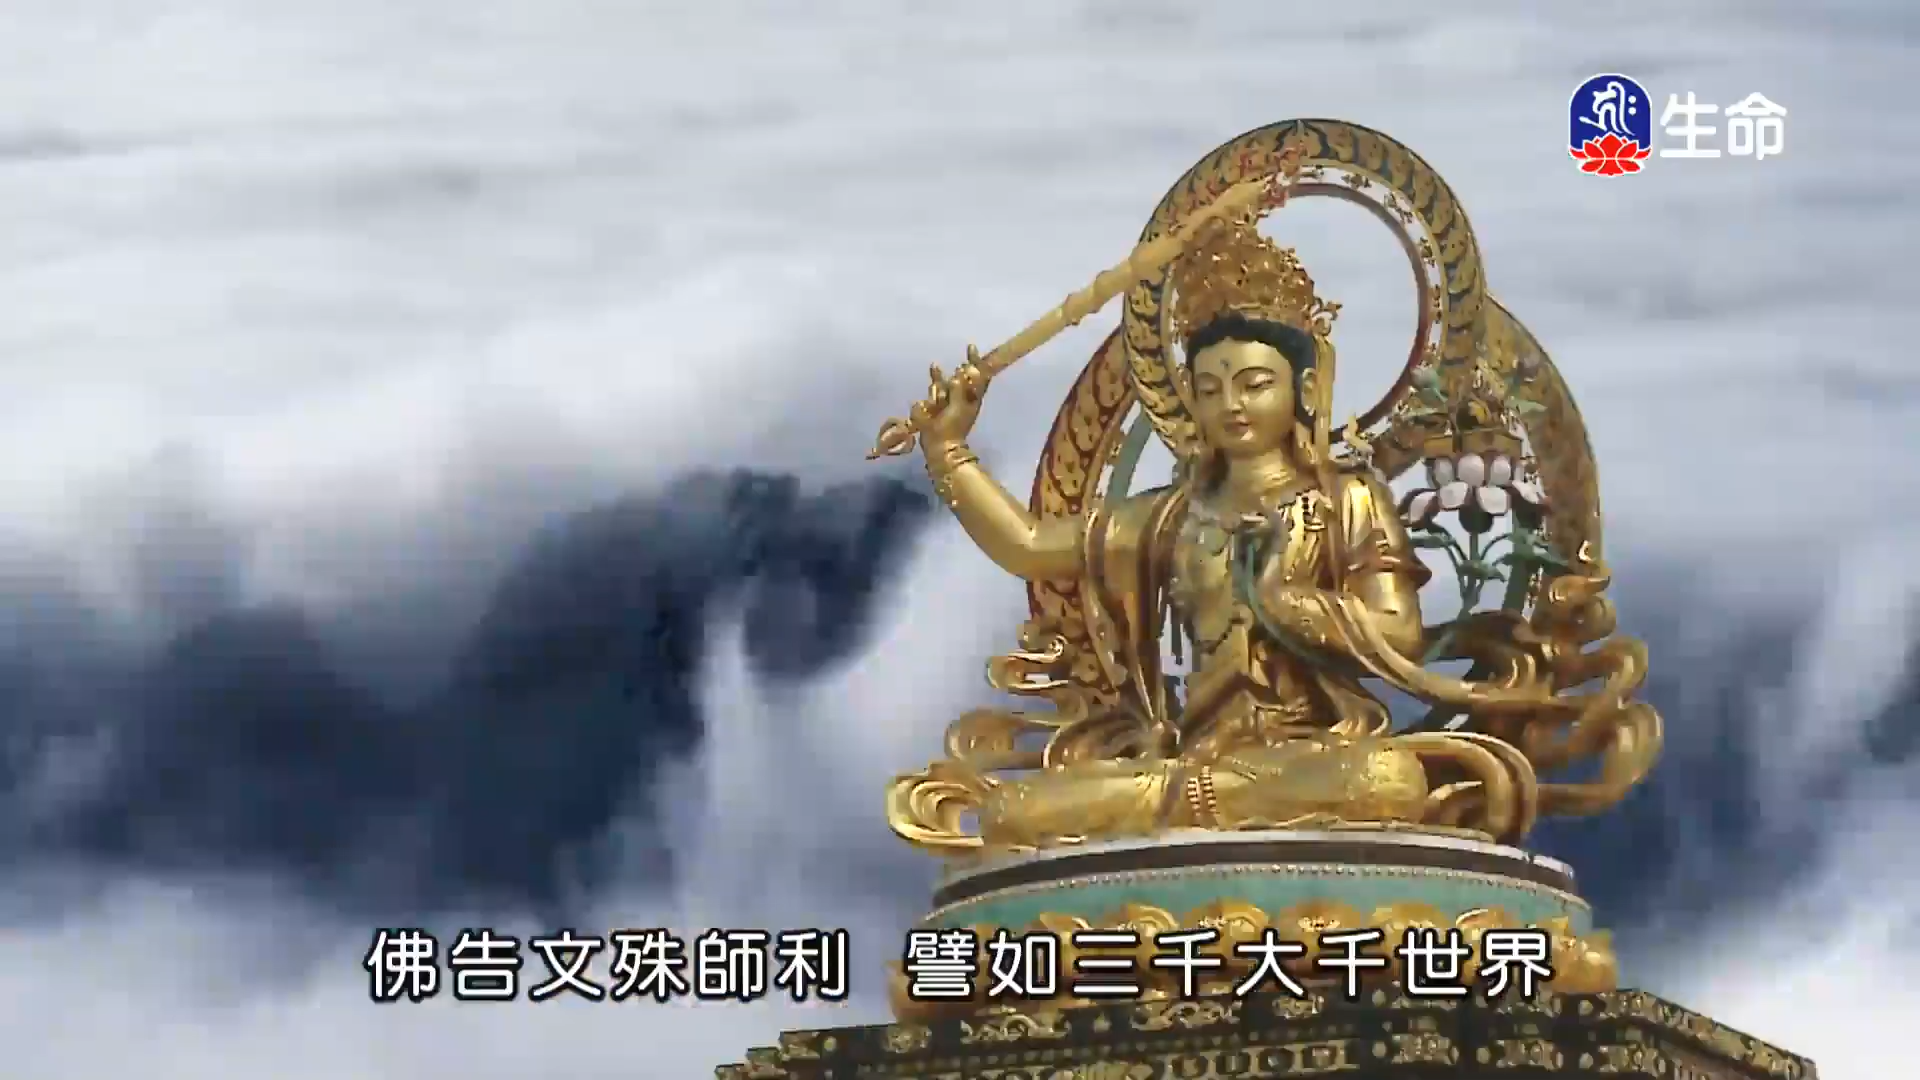 生命
佛告文殊師利 譬如三千大千世界